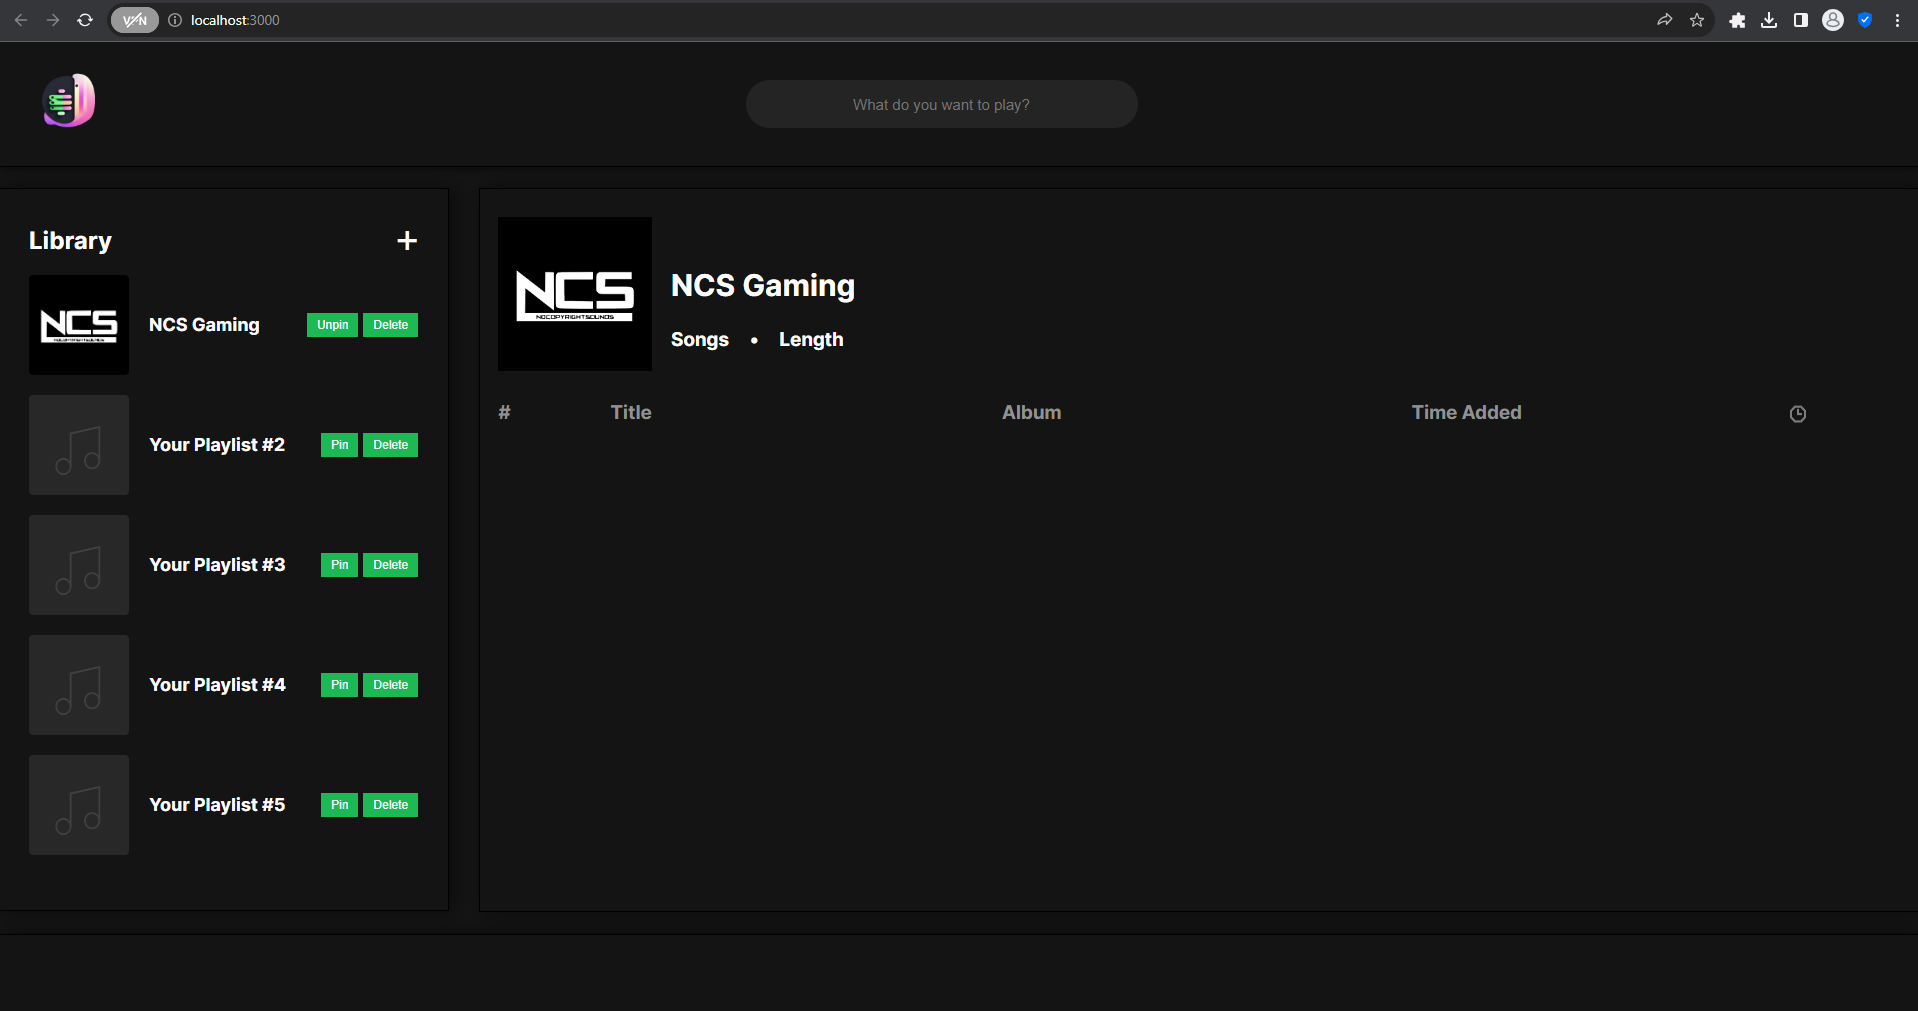 VPN
localhost:3000
What do you want to play?
Library
+
NCS
NOCOPYRIGHTSOUNDS
NCS Gaming
Unpin
Delete
Your Playlist #2
Pin
Delete
Your Playlist #3
Pin
Delete
Your Playlist #4
Pin
Delete
Your Playlist #5
Pin
Delete
NCS
NOCOPYRIGHTSOUNDS
NCS Gaming
Songs • Length
# Title Album Time Added